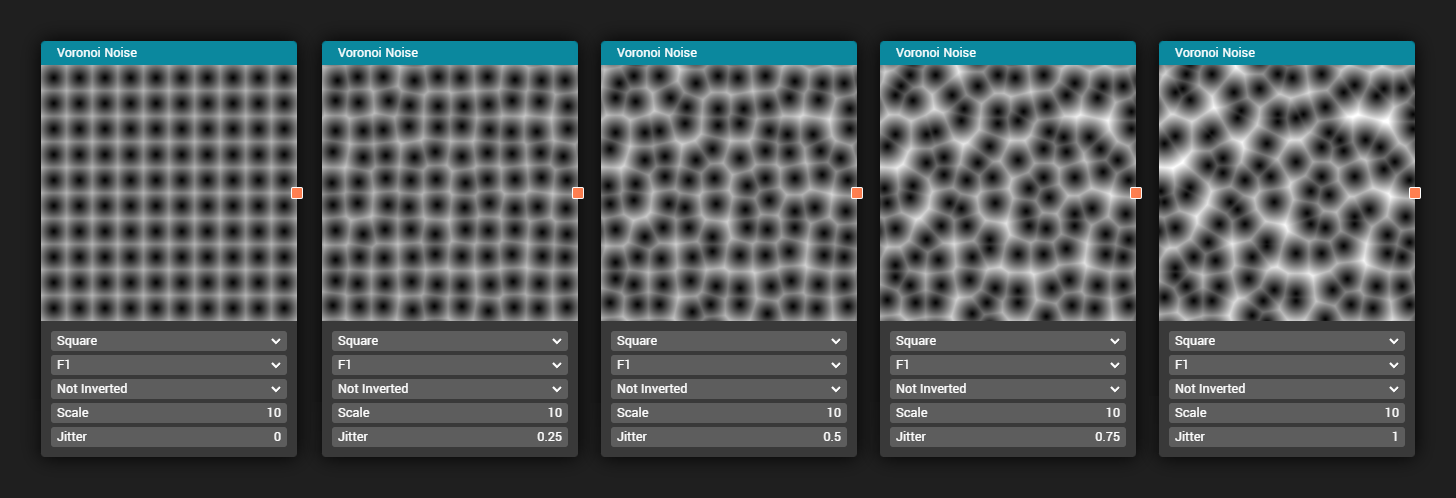 Voronoi Noise
Square
F1
Not Inverted
Scale 10
Jitter 0
Voronoi Noise
Square
F1
Not Inverted
Scale 10
Jitter 0.25
Voronoi Noise
Square
F1
Not Inverted
Scale 10
Jitter 0.5
Voronoi Noise
Square
F1
Not Inverted
Scale 10
Jitter 0.75
Voronoi Noise
Square
F1
Not Inverted
Scale 10
Jitter 1